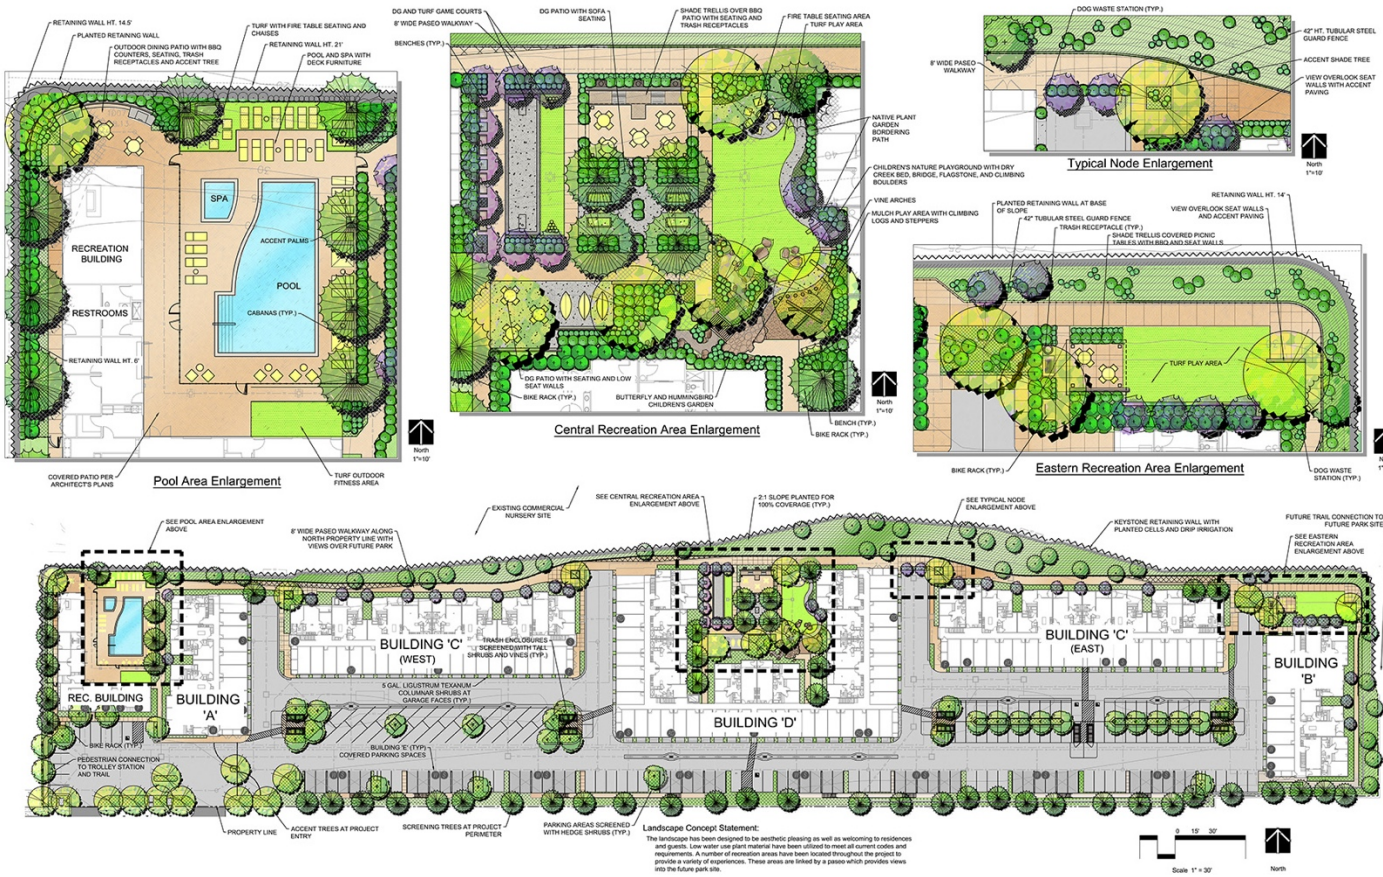 RETAINING WALL HT. 14.5'
PLANTED RETAINING WALL
OUTDOOR DINING PATIO WITH BBQ
COUNTERS, SEATING, TRASH
RECEPTACLES AND ACCENT TREE
TURF WITH FIRE TABLE SEATING AND
CHAISES
RETAINING WALL HT. 21'
POOL AND SPA WITH
DECK FURNITURE
SPA
RECREATION
BUILDING
ACCENT PALMS
POOL
RESTROOMS
CABANAS (TYP.)
RETAINING WALL HT. 6'
COVERED PATIO PER
ARCHITECT'S PLANS
Pool Area Enlargement
TURF OUTDOOR
FITNESS AREA
North
1"=10'
DG AND TURF GAME COURTS
8' WIDE PASEO WALKWAY
BENCHES (TYP.)
DG PATIO WITH SOFA
SEATING
SHADE TRELLIS OVER BBQ
PATIO WITH SEATING AND
TRASH RECEPTACLES
FIRE TABLE SEATING AREA
TURF PLAY AREA
NATIVE PLANT
GARDEN
BORDERING
PATH
CHILDREN'S NATURE PLAYGROUND WITH DRY
CREEK BED, BRIDGE, FLAGSTONE, AND CLIMBING
BOULDERS
VINE ARCHES
MULCH PLAY AREA WITH CLIMBING
LOGS AND STEPPERS
DG PATIO WITH SEATING AND LOW
SEAT WALLS
BIKE RACK (TYP.)
BUTTERFLY AND HUMMINGBIRD
CHILDREN'S GARDEN
BENCH (TYP.)
BIKE RACK (TYP.)
Central Recreation Area Enlargement
North
1"=10'
DOG WASTE STATION (TYP.)
42" HT. TUBULAR STEEL
GUARD FENCE
8' WIDE PASEO
WALKWAY
ACCENT SHADE TREE
VIEW OVERLOOK SEAT
WALLS WITH ACCENT
PAVING
Typical Node Enlargement
North
1"=10'
PLANTED RETAINING WALL AT BASE
OF SLOPE
42" TUBULAR STEEL GUARD FENCE
TRASH RECEPTACLE (TYP.)
SHADE TRELLIS COVERED PICNIC
TABLES WITH BBQ AND SEAT WALLS
RETAINING WALL HT. 14'
VIEW OVERLOOK SEAT WALLS
AND ACCENT PAVING
TURF PLAY AREA
BIKE RACK (TYP.)
Eastern Recreation Area Enlargement
DOG WASTE
STATION (TYP.)
SEE POOL AREA ENLARGEMENT
ABOVE
8' WIDE PASEO WALKWAY ALONG
NORTH PROPERTY LINE WITH
VIEWS OVER FUTURE PARK
EXISTING COMMERCIAL
NURSERY SITE
SEE CENTRAL RECREATION AREA
ENLARGEMENT ABOVE
2:1 SLOPE PLANTED FOR
100% COVERAGE (TYP.)
SEE TYPICAL NODE
ENLARGEMENT ABOVE
KEYSTONE RETAINING WALL WITH
PLANTED CELLS AND DRIP IRRIGATION
FUTURE TRAIL CONNECTION TO
FUTURE PARK SITE
SEE EASTERN
RECREATION AREA
ENLARGEMENT ABOVE
REC. BUILDING
BUILDING
'A'
BUILDING 'C'
(WEST)
TRASH ENCLOSURES
SCREENED WITH TALL
SHRUBS AND VINES (TYP.)
5 GAL. LIGUSTRUM TEXANUM
COLUMNAR SHRUBS AT
GARAGE FACES (TYP.)
BUILDING 'D'
BUILDING 'C'
(EAST)
BUILDING
'B'
BIKE RACK (TYP.)
PEDESTRIAN CONNECTION
TO TROLLEY STATION
AND TRAIL
BUILDING 'E' (TYP)
COVERED PARKING SPACES
PROPERTY LINE
ACCENT TREES AT PROJECT
ENTRY
SCREENING TREES AT PROJECT
PERIMETER
PARKING AREAS SCREENED
WITH HEDGE SHRUBS (TYP.)
Landscape Concept Statement:
The landscape has been designed to be aesthetic pleasing as well as welcoming to residences
and guests. Low water use plant material have been utilized to meet all current codes and
requirements. A number of recreation areas have been located throughout the project to
provide a variety of experiences. These areas are linked by a paseo which provides views
into the future park site.
0 15' 30'
Scale 1" = 30'
North